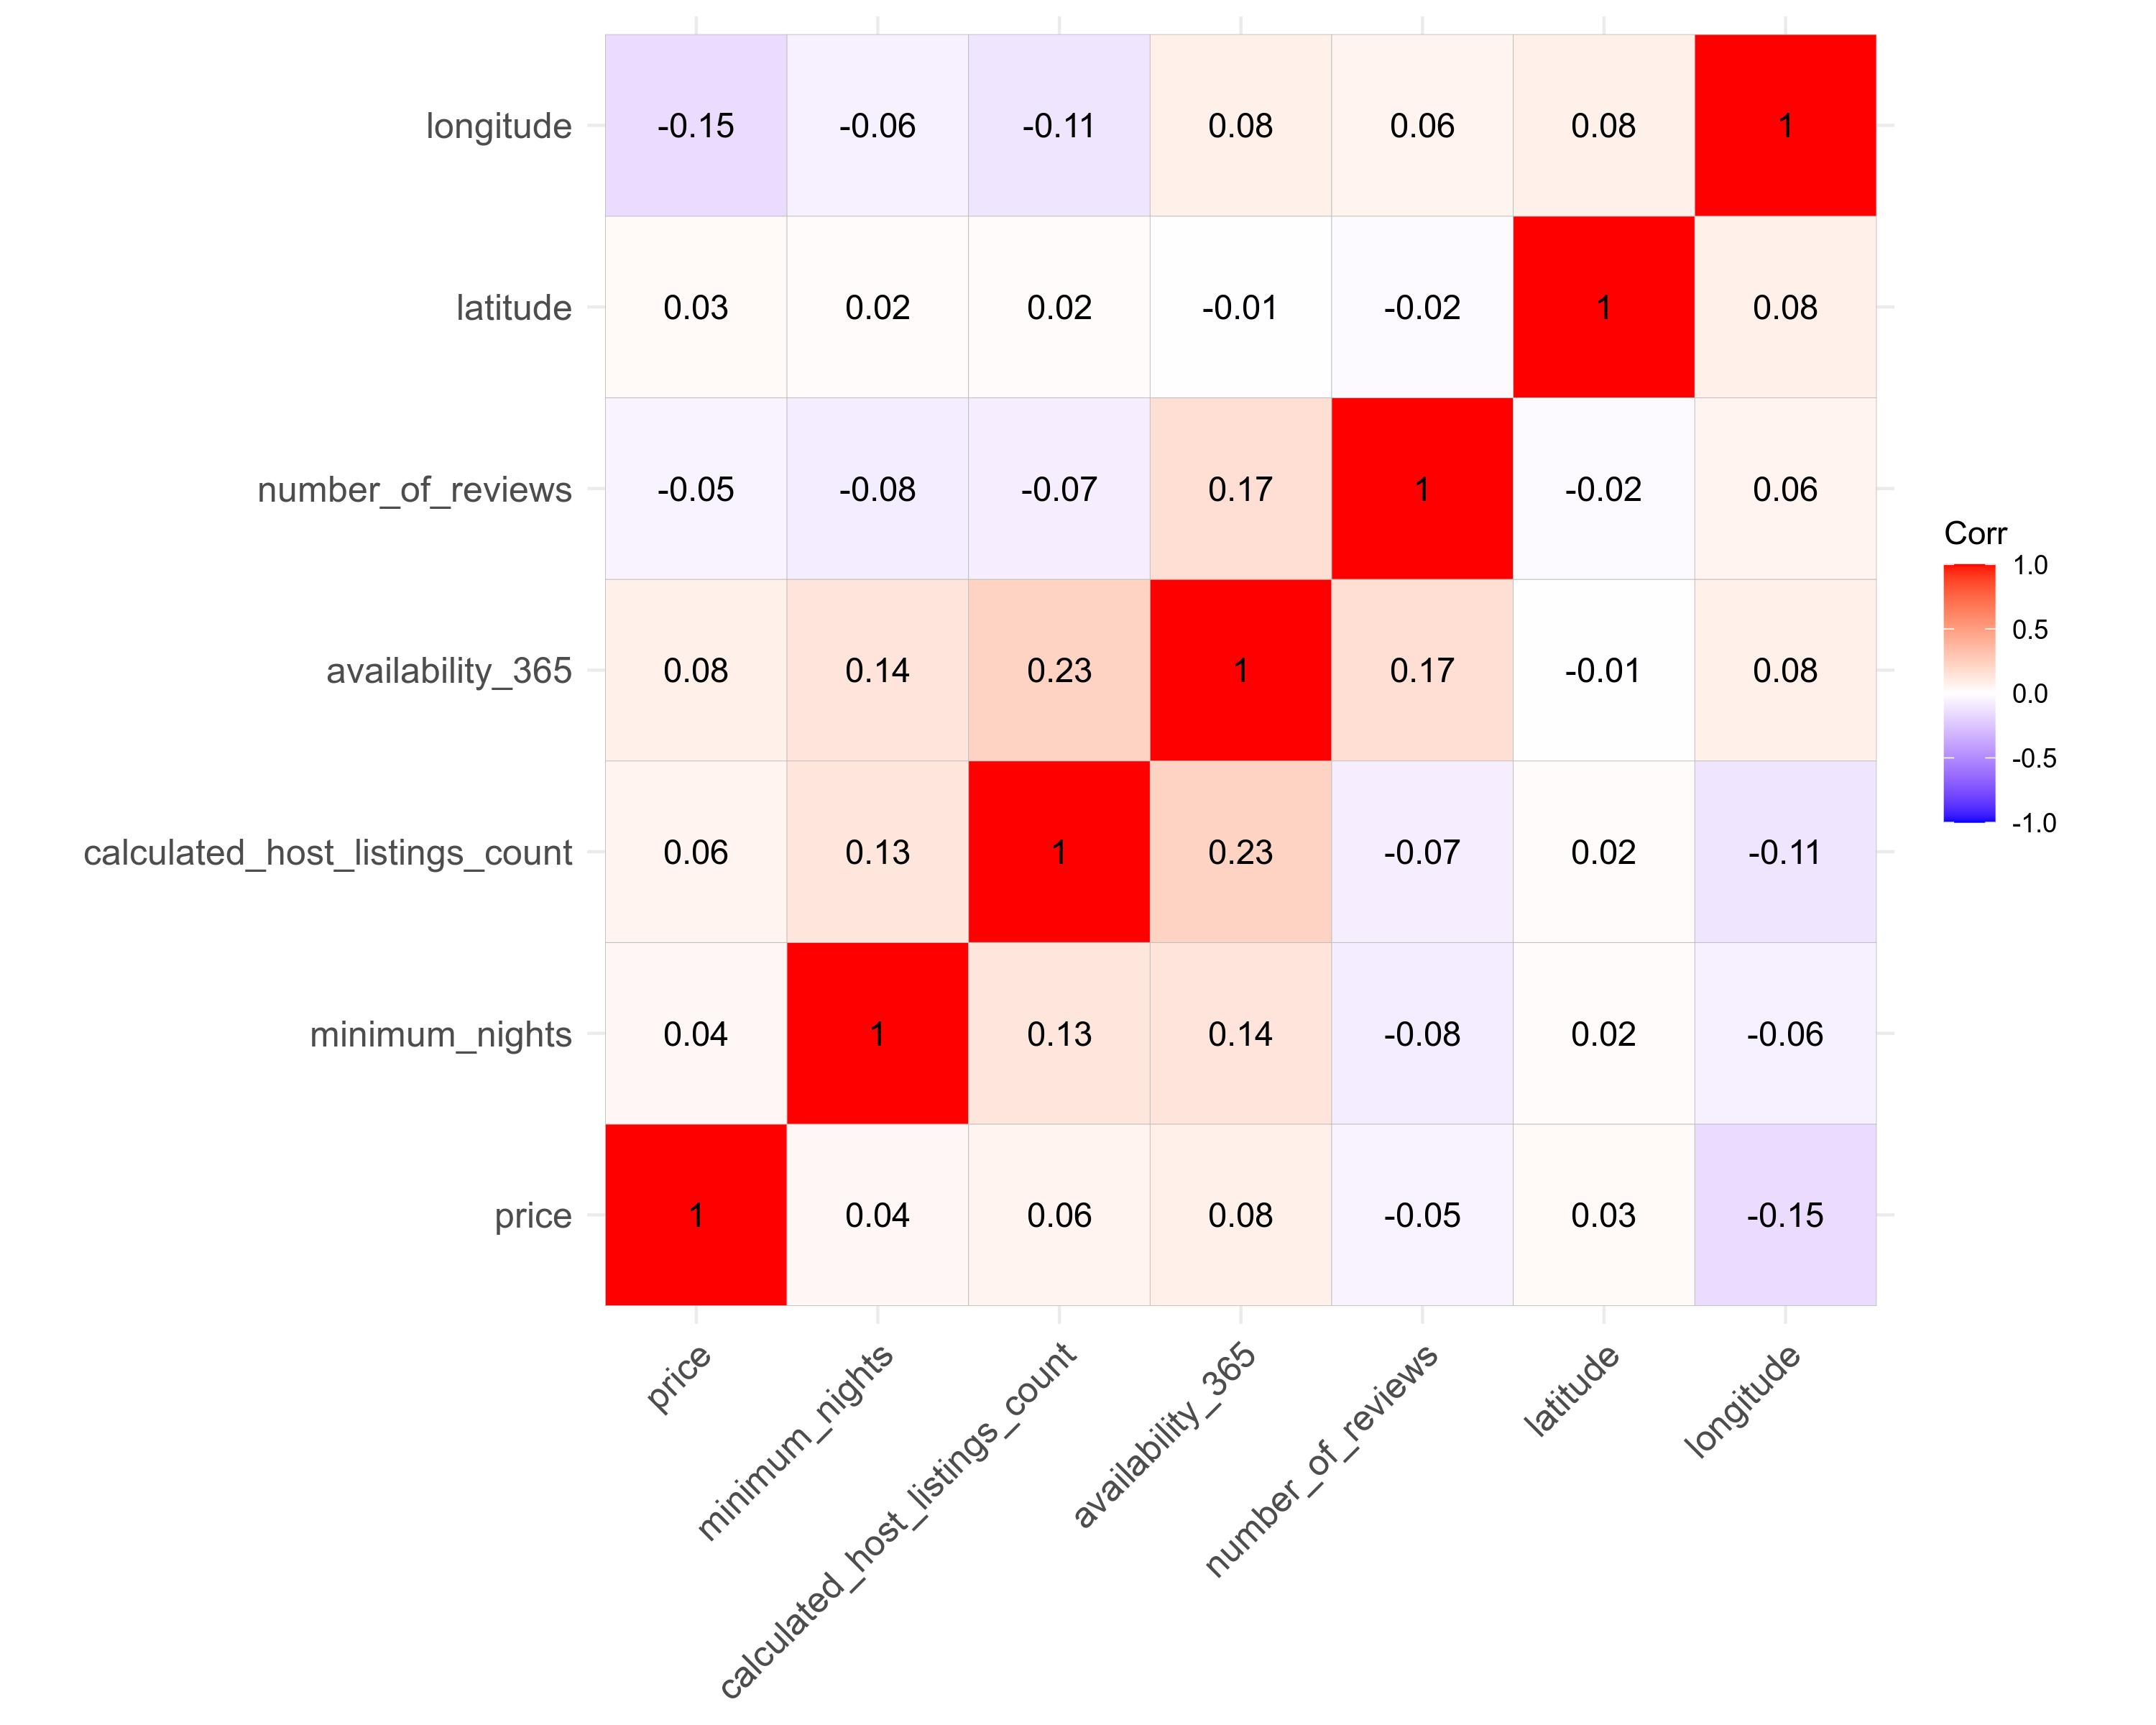 longitude -0.15 -0.06 -0.11 0.08 0.06 0.08 1
latitude 0.03 0.02 0.02 -0.01 -0.02 1 0.08
number_of_reviews -0.05 -0.08 -0.07 0.17 1 -0.02 0.06
availability_365 0.08 0.14 0.23 1 0.17 -0.01 0.08
calculated_host_listings_count 0.06 0.13 1 0.23 -0.07 0.02 -0.11
minimum_nights 0.04 1 0.13 0.14 -0.08 0.02 -0.06
price 1 0.04 0.06 0.08 -0.05 0.03 -0.15
price
minimum_nights
calculated_host_listings_count
availability_365
number_of_reviews
latitude
longitude
Corr
1.0
0.5
0.0
-0.5
-1.0